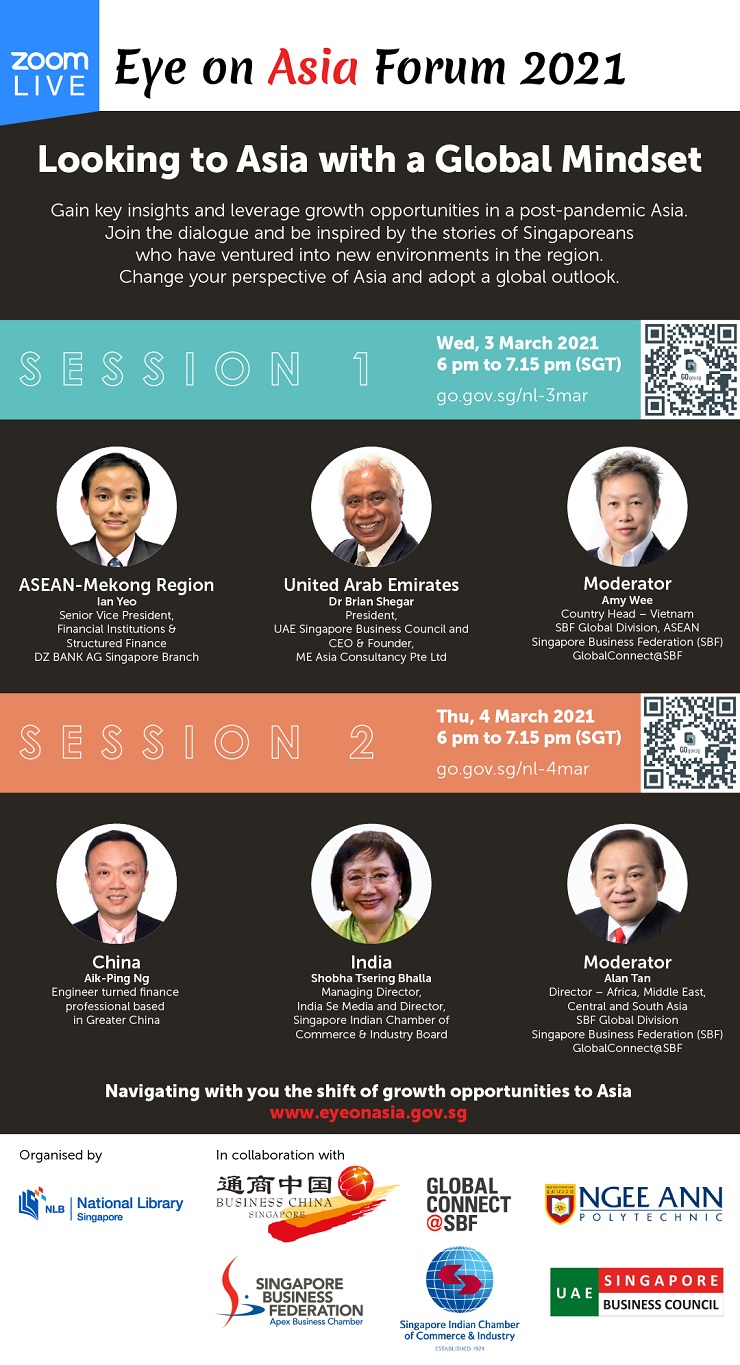 zoom
LIVE
Eye on Asia Forum 2021
Looking to Asia with a Global Mindset
Gain key insights and leverage growth opportunities in a post-pandemic Asia.
Join the dialogue and be inspired by the stories of Singaporeans
who have ventured into new environments in the region.
Change your perspective of Asia and adopt a global outlook.
SESSION 1
Wed, 3 March 2021
6 pm to 7.15 pm (SGT)
go.gov.sg/nl-3mar
GOgovsg
ASEAN-Mekong Region
Ian Yeo
Senior Vice President,
Financial Institutions &
Structured Finance
DZ BANK AG Singapore Branch
United Arab Emirates
Dr Brian Shegar
President,
UAE Singapore Business Council and
CEO & Founder,
ME Asia Consultancy Pte Ltd
Moderator
Amy Wee
Country Head – Vietnam
SBF Global Division, ASEAN
Singapore Business Federation (SBF)
GlobalConnect@SBF
SESSION 2
Thu, 4 March 2021
6 pm to 7.15 pm (SGT)
go.gov.sg/nl-4mar
GOgovsg
China
Aik-Ping Ng
Engineer turned finance
professional based
in Greater China
India
Shobha Tsering Bhalla
Managing Director,
India Se Media and Director,
Singapore Indian Chamber of
Commerce & Industry Board
Moderator
Alan Tan
Director – Africa, Middle East,
Central and South Asia
SBF Global Division
Singapore Business Federation (SBF)
GlobalConnect@SBF
Navigating with you the shift of growth opportunities to Asia
www.eyeonasia.gov.sg
Organised by
NLB National Library
Singapore
In collaboration with
通商中国
BUSINESS CHINA
SINGAPORE
GLOBAL
CONNECT
@SBF
NGEE ANN
POLYTECHNIC
SINGAPORE
BUSINESS
FEDERATION
Apex Business Chamber
Singapore Indian Chamber
of Commerce & Industry
ESTABLISHED 1924
UAE SINGAPORE
BUSINESS COUNCIL